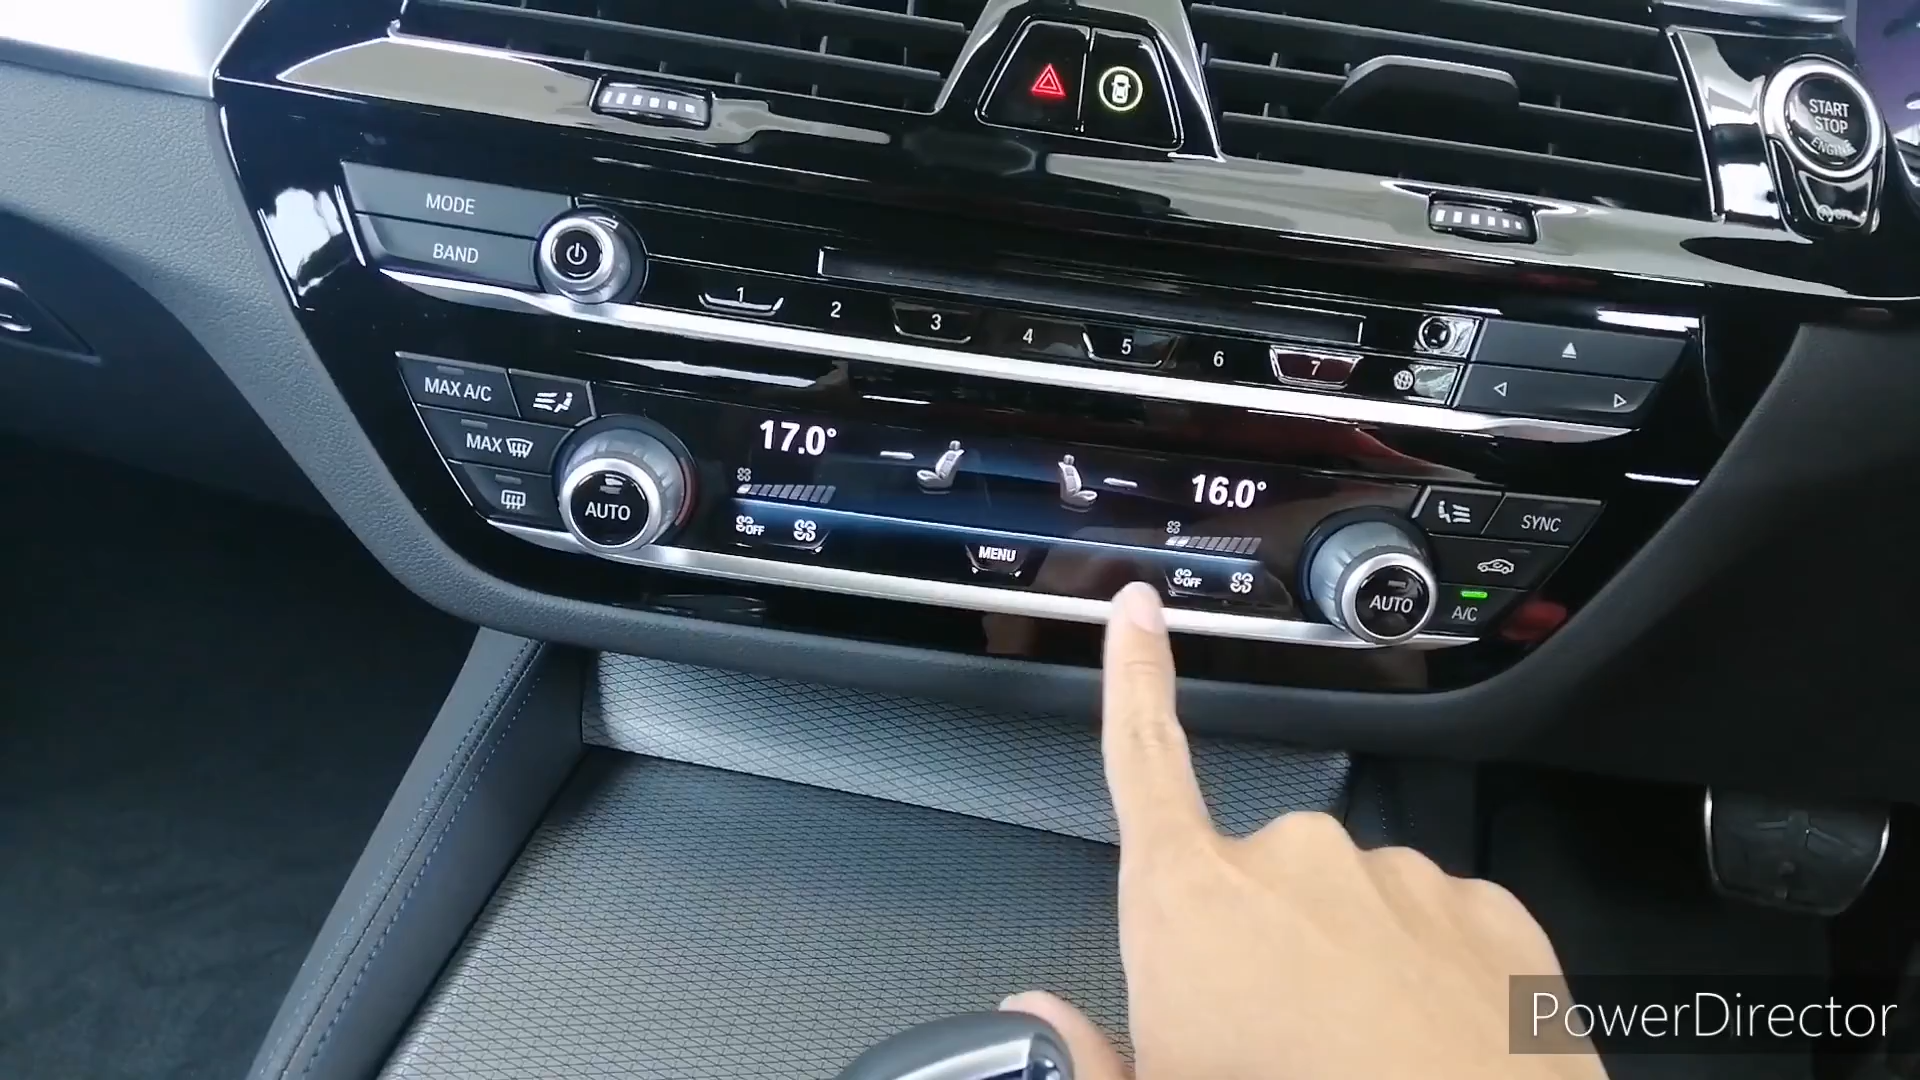 START
STOP
ENGINE
OFF
MODE
BAND
1 2 3 4 5 6 7
MAX A/C
MAX
AUTO
17.0°
16.0°
OFF
MENU
OFF
AUTO
SYNC
A/C
PowerDirector